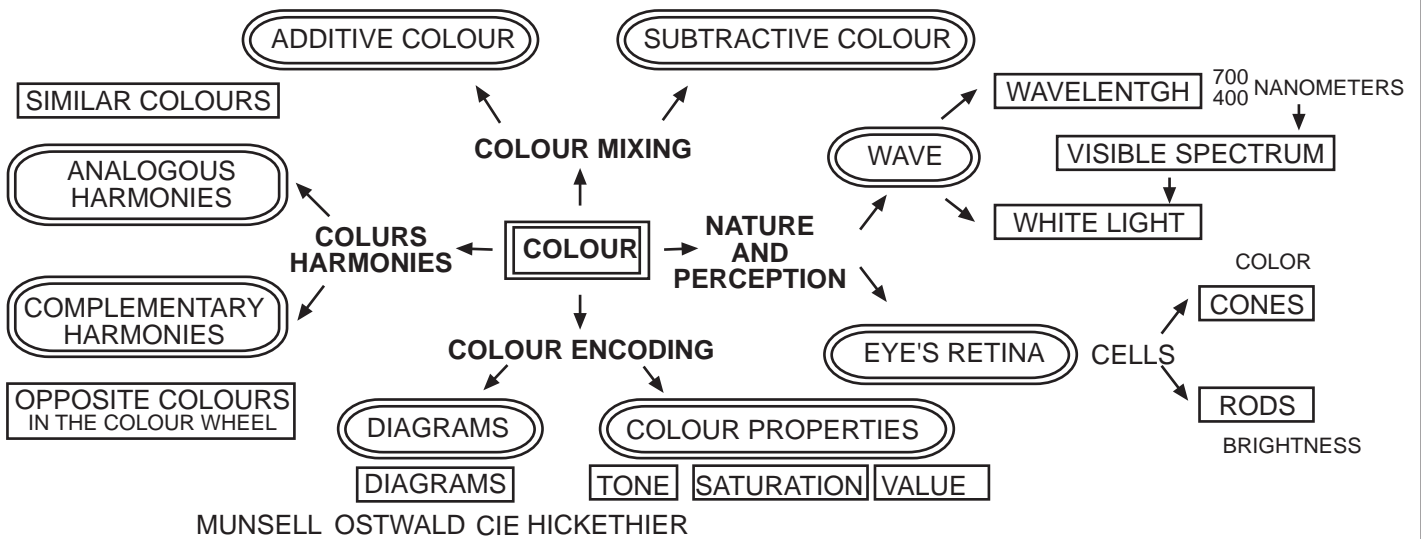 ADDITIVE COLOUR
SUBTRACTIVE COLOUR
SIMILAR COLOURS
ANALOGOUS
HARMONIES
COLOUR MIXING
WAVE
WAVELENTGH
700
400
NANOMETERS
VISIBLE SPECTRUM
WHITE LIGHT
COLURS
HARMONIES
COLOUR
NATURE
AND
PERCEPTION
COMPLEMENTARY
HARMONIES
OPPOSITE COLOURS
IN THE COLOUR WHEEL
COLOUR ENCODING
EYE'S RETINA
CELLS
COLOR
CONES
RODS
BRIGHTNESS
DIAGRAMS
COLOUR PROPERTIES
DIAGRAMS
TONE
SATURATION
VALUE
MUNSELL OSTWALD CIE HICKETHIER